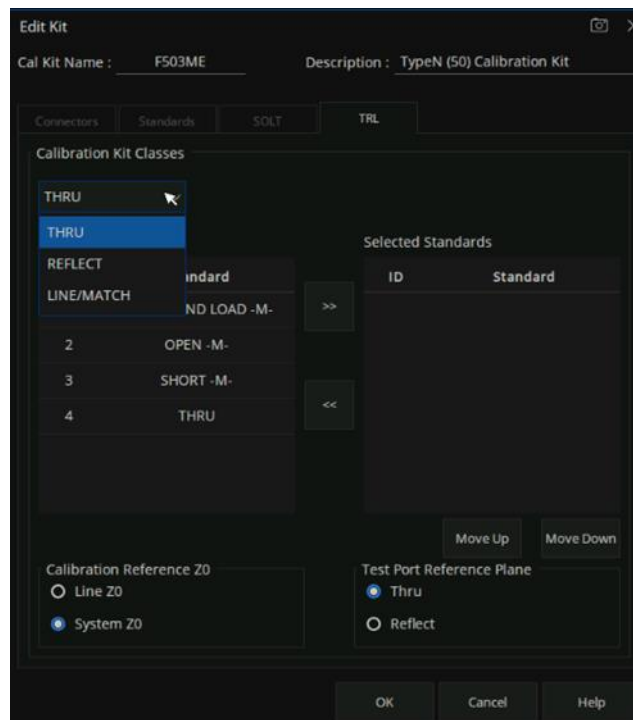 Edit Kit
Cal Kit Name : F503ME Description : TypeN (50) Calibration Kit
Connectors Standards SOLT TRL
Calibration Kit Classes
THRU
THRU
REFLECT
LINE/MATCH
Selected Standards
ndard
ID Standard
ND LOAD -M-
>>
2 OPEN -M-
3 SHORT -M-
4 THRU
<<
Move Up Move Down
Calibration Reference Z0 Test Port Reference Plane
Line Z0 Thru
System Z0 Reflect
OK Cancel Help